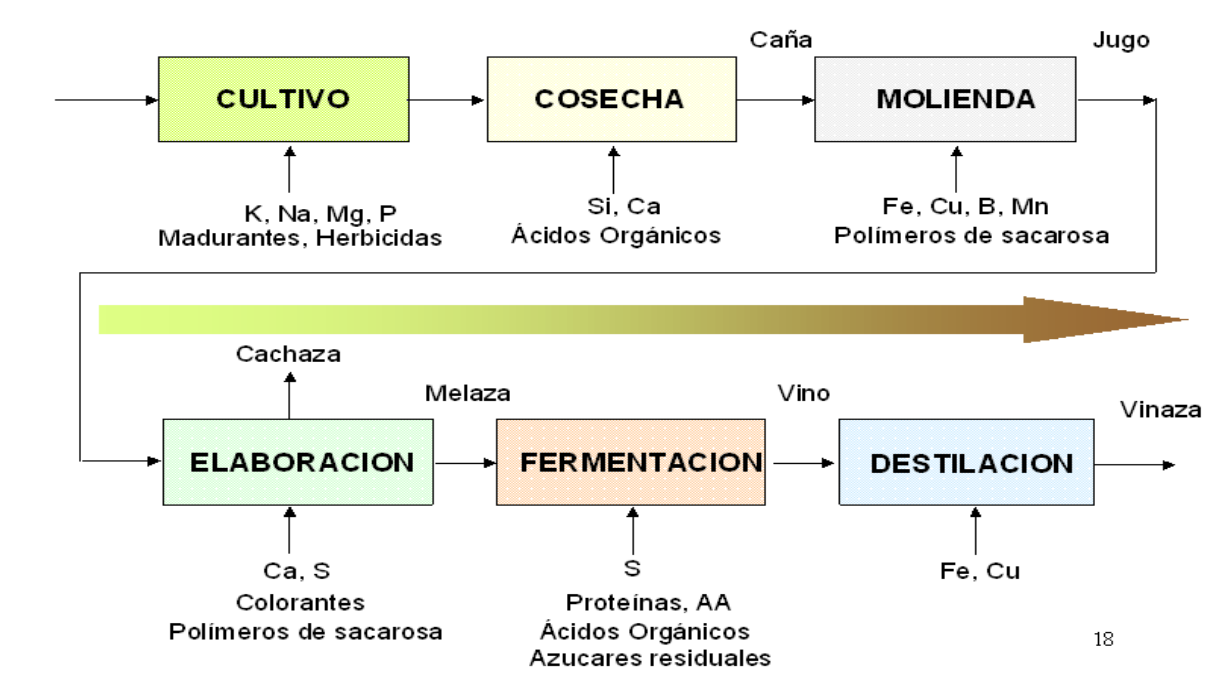 Caña
Jugo
CULTIVO
COSECHA
MOLIENDA
K, Na, Mg, P
Madurantes, Herbicidas
Si, Ca
Ácidos Orgánicos
Fe, Cu, B, Mn
Polímeros de sacarosa
Cachaza
Melaza
Vino
Vinaza
ELABORACION
FERMENTACION
DESTILACION
Ca, S
Colorantes
Polímeros de sacarosa
S
Proteínas, AA
Ácidos Orgánicos
Azucares residuales
Fe, Cu
18